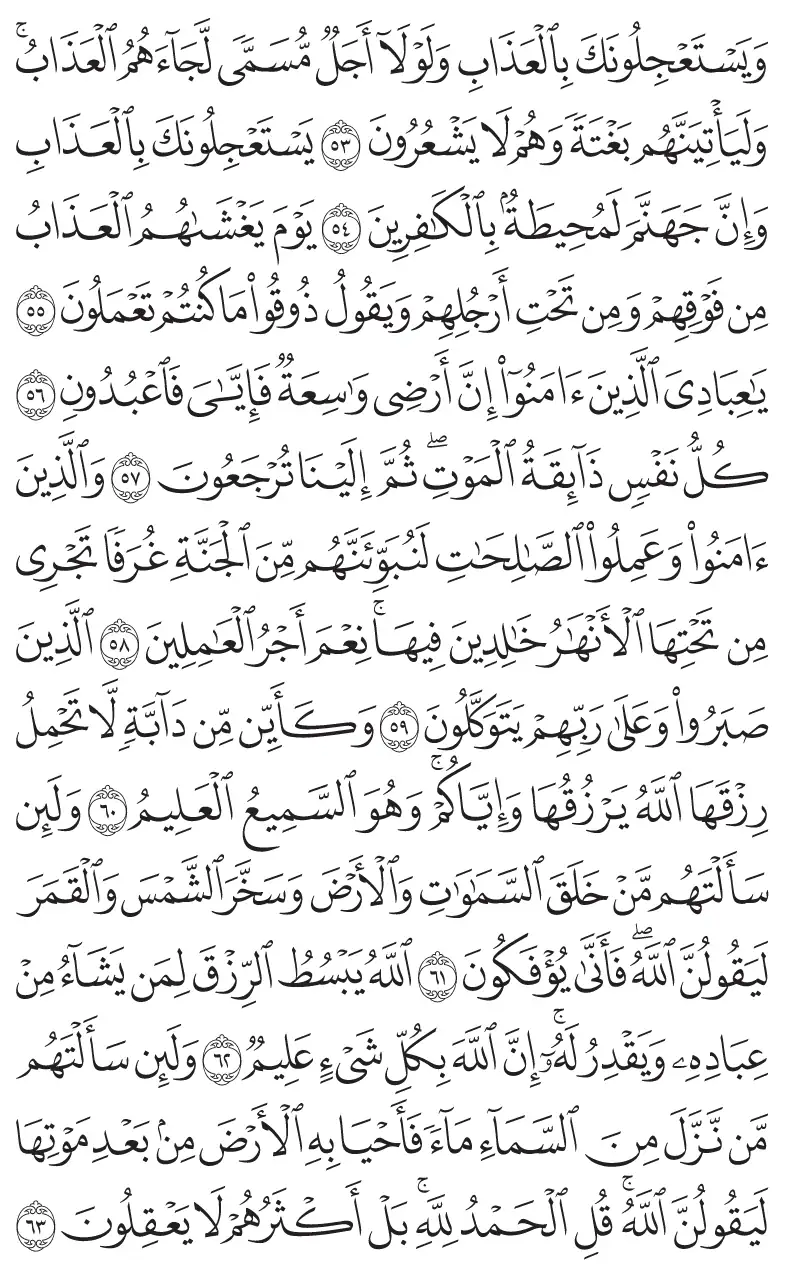 وَيَسْتَعْجِلُونَكَ بِٱلْعَذَابِ وَلَوْلَآ أَجَلٌ مُّسَمًّى لَّجَآءَهُمُ ٱلْعَذَابُۚ
وَلَيَأْتِيَنَّهُم بَغْتَةً وَهُمْ لَا يَشْعُرُونَ ٥٣ يَسْتَعْجِلُونَكَ بِٱلْعَذَابِ
وَإِنَّ جَهَنَّمَ لَمُحِيطَةٌۢ بِٱلْكَٰفِرِينَ ٥٤ يَوْمَ يَغْشَىٰهُمُ ٱلْعَذَابُ
مِن فَوْقِهِمْ وَمِن تَحْتِ أَرْجُلِهِمْ وَيَقُولُ ذُوقُوا۟ مَا كُنتُمْ تَعْمَلُونَ ٥٥
يَٰعِبَادِىَ ٱلَّذِينَ ءَامَنُوٓا۟ إِنَّ أَرْضِى وَٰسِعَةٌ فَإِيَّٰىَ فَٱعْبُدُونِ ٥٦
كُلُّ نَفْسٍ ذَآئِقَةُ ٱلْمَوْتِۖ ثُمَّ إِلَيْنَا تُرْجَعُونَ ٥٧ وَٱلَّذِينَ
ءَامَنُوا۟ وَعَمِلُوا۟ ٱلصَّٰلِحَٰتِ لَنُبَوِّئَنَّهُم مِّنَ ٱلْجَنَّةِ غُرَفًا تَجْرِى
مِن تَحْتِهَا ٱلْأَنْهَٰرُ خَٰلِدِينَ فِيهَاۚ نِعْمَ أَجْرُ ٱلْعَٰمِلِينَ ٥٨ ٱلَّذِينَ
صَبَرُوا۟ وَعَلَىٰ رَبِّهِمْ يَتَوَكَّلُونَ ٥٩ وَكَأَيِّن مِّن دَآبَّةٍ لَّا تَحْمِلُ
رِزْقَهَا ٱللَّهُ يَرْزُقُهَا وَإِيَّاكُمْۚ وَهُوَ ٱلسَّمِيعُ ٱلْعَلِيمُ ٦٠ وَلَئِن
سَأَلْتَهُم مَّنْ خَلَقَ ٱلسَّمَٰوَٰتِ وَٱلْأَرْضَ وَسَخَّرَ ٱلشَّمْسَ وَٱلْقَمَرَ
لَيَقُولُنَّ ٱللَّهُۖ فَأَنَّىٰ يُؤْفَكُونَ ٦١ ٱللَّهُ يَبْسُطُ ٱلرِّزْقَ لِمَن يَشَآءُ مِنْ
عِبَادِهِۦ وَيَقْدِرُ لَهُۥٓۚ إِنَّ ٱللَّهَ بِكُلِّ شَىْءٍ عَلِيمٌ ٦٢ وَلَئِن سَأَلْتَهُم
مَّن نَّزَّلَ مِنَ ٱلسَّمَآءِ مَآءً فَأَحْيَا بِهِ ٱلْأَرْضَ مِنۢ بَعْدِ مَوْتِهَا
لَيَقُولُنَّ ٱللَّهُۚ قُلِ ٱلْحَمْدُ لِلَّهِۚ بَلْ أَكْثَرُهُمْ لَا يَعْقِلُونَ ٦٣